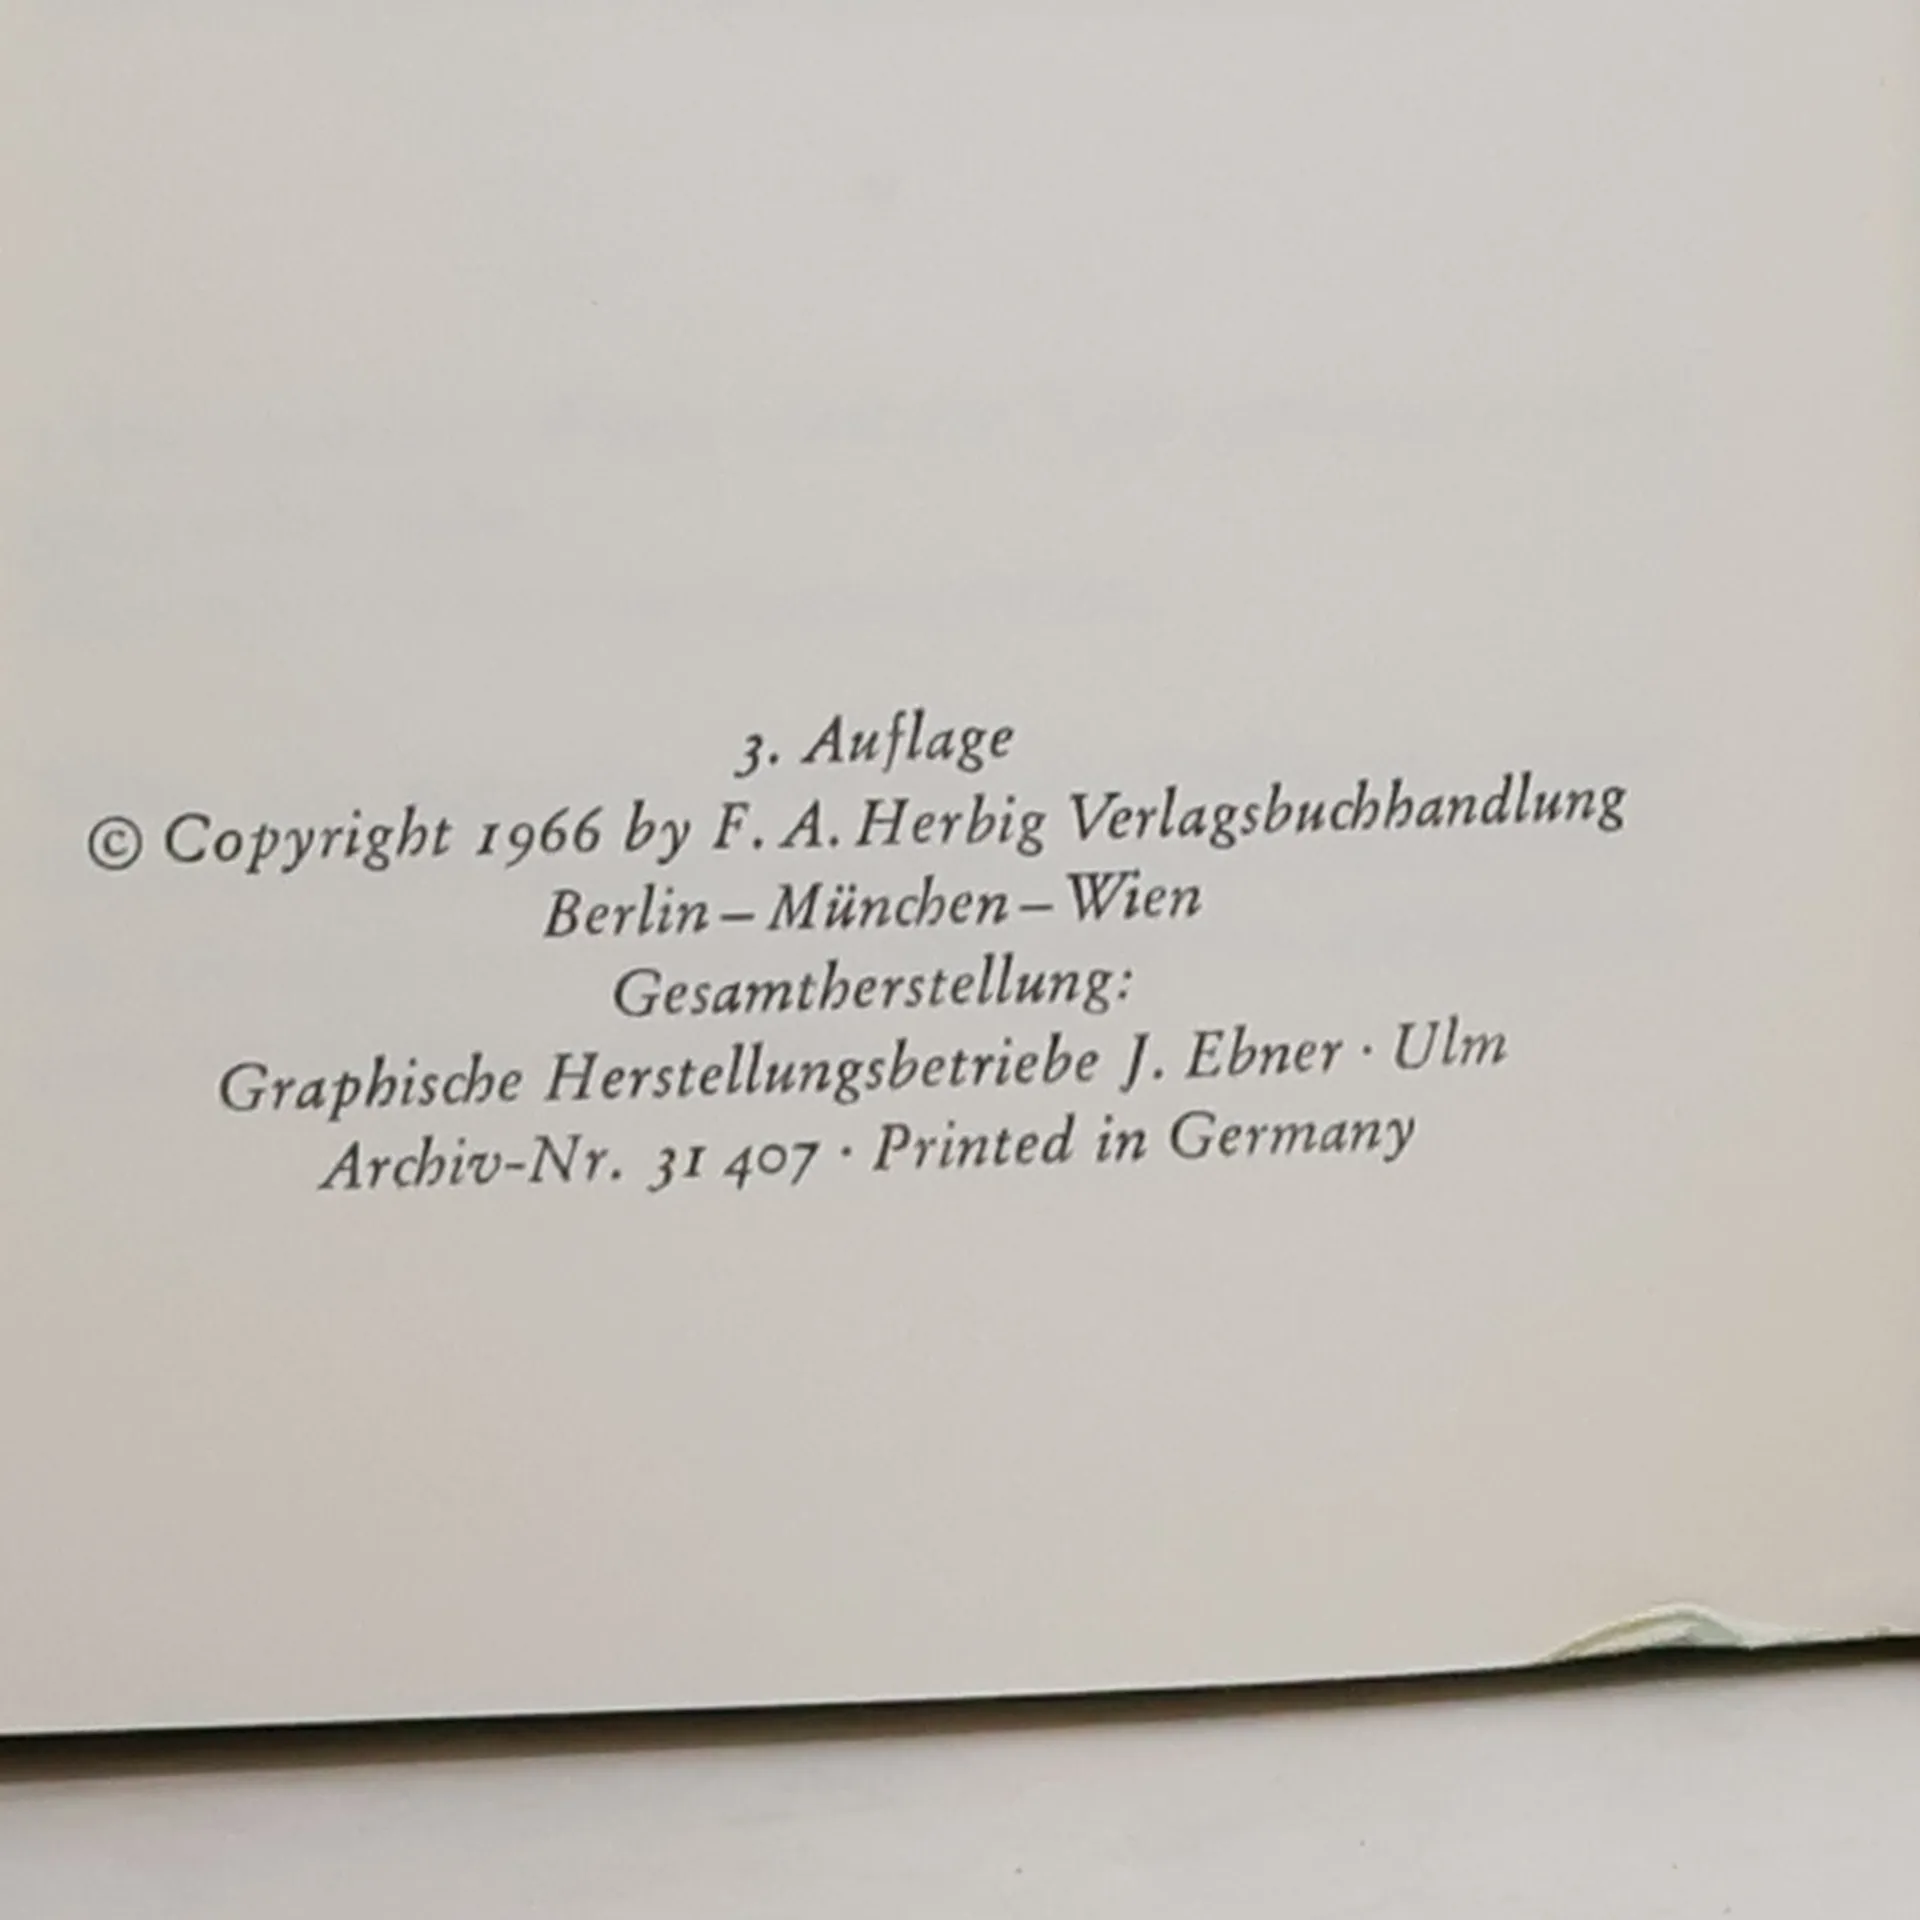 3. Auflage
© Copyright 1966 by F. A. Herbig Verlagsbuchhandlung
Berlin – München – Wien
Gesamtherstellung:
Graphische Herstellungsbetriebe J. Ebner · Ulm
Archiv-Nr. 31 407 · Printed in Germany